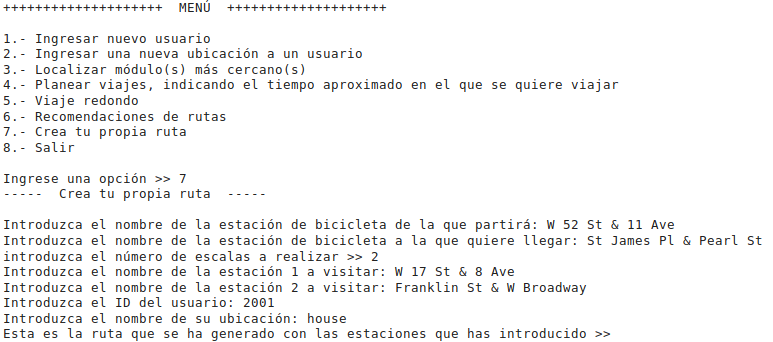 ++++++++++++++++++++  MENÚ  ++++++++++++++++++++
1.- Ingresar nuevo usuario
2.- Ingresar una nueva ubicación a un usuario
3.- Localizar módulo(s) más cercano(s)
4.- Planear viajes, indicando el tiempo aproximado en el que se quiere viajar
5.- Viaje redondo
6.- Recomendaciones de rutas
7.- Crea tu propia ruta
8.- Salir
Ingrese una opción >> 7
-----  Crea tu propia ruta  -----
Introduzca el nombre de la estación de bicicleta de la que partirá: W 52 St & 11 Ave
Introduzca el nombre de la estación de bicicleta a la que quiere llegar: St James Pl & Pearl St
introduzca el número de escalas a realizar >> 2
Introduzca el nombre de la estación 1 a visitar: W 17 St & 8 Ave
Introduzca el nombre de la estación 2 a visitar: Franklin St & W Broadway
Introduzca el ID del usuario: 2001
Introduzca el nombre de su ubicación: house
Esta es la ruta que se ha generado con las estaciones que has introducido >>